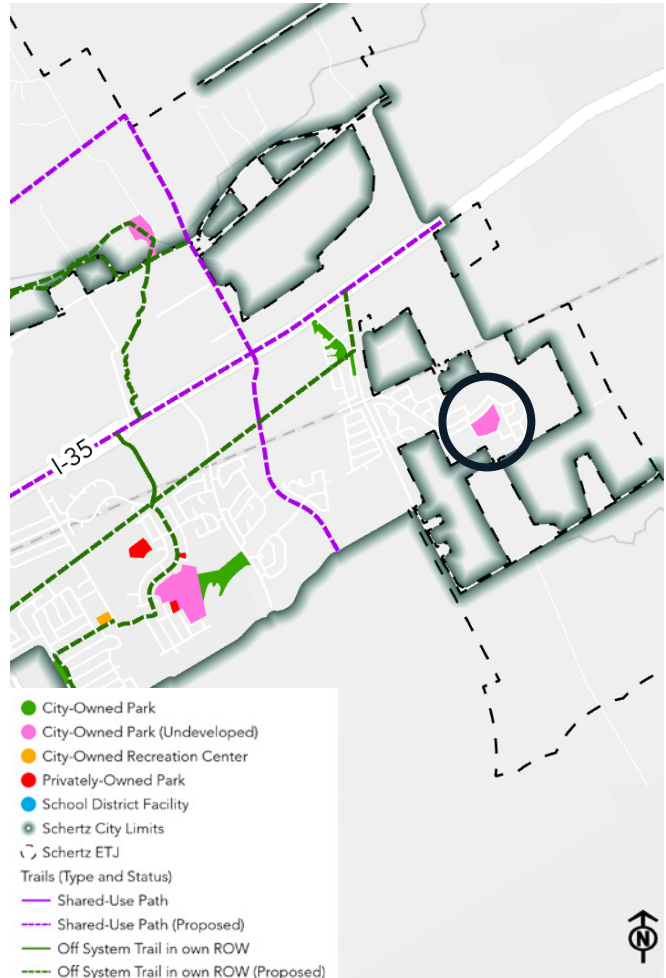 I-35
City-Owned Park
City-Owned Park (Undeveloped)
City-Owned Recreation Center
Privately-Owned Park
School District Facility
Schertz City Limits
Schertz ETJ
Trails (Type and Status)
Shared-Use Path
Shared-Use Path (Proposed)
Off System Trail in own ROW
Off System Trail in own ROW (Proposed)
N